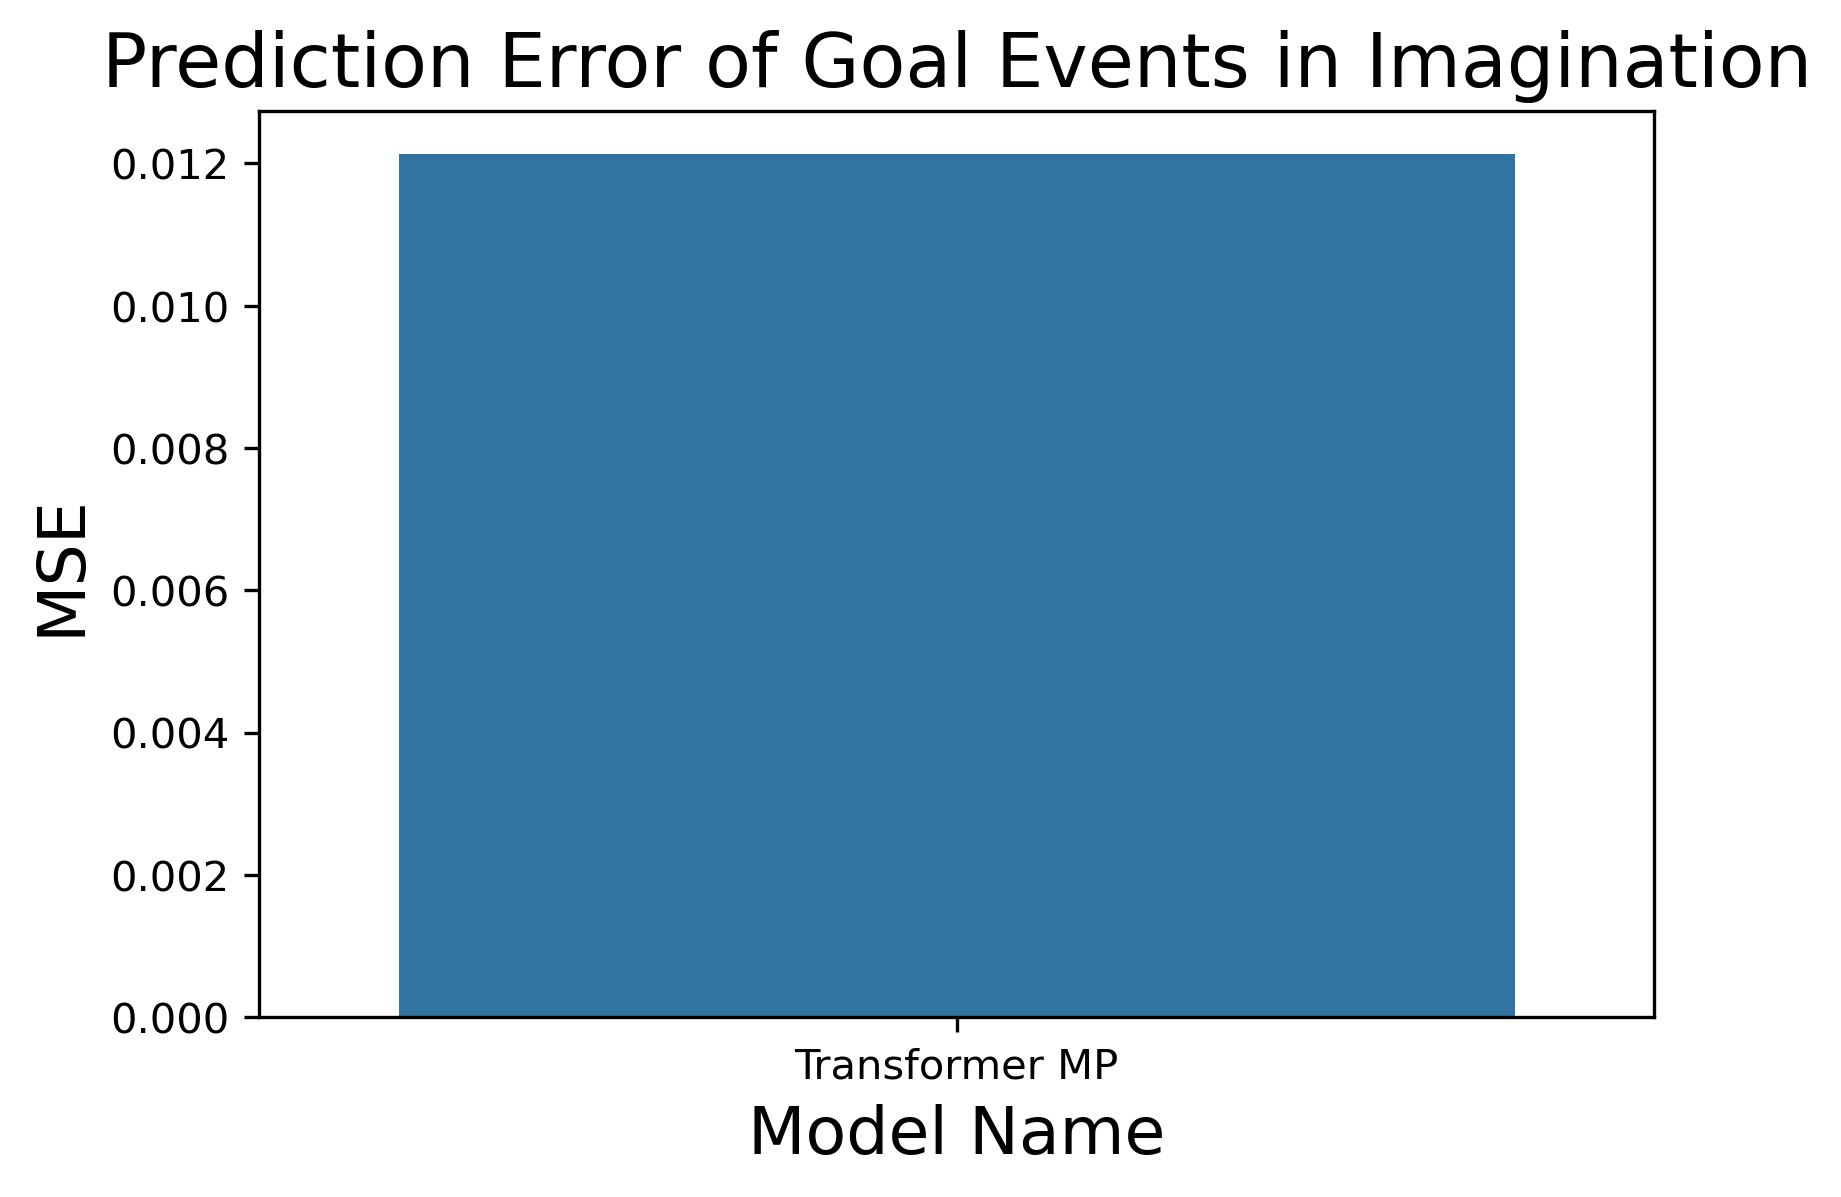 Prediction Error of Goal Events in Imagination
0.012
0.010
0.008
0.006
0.004
0.002
0.000
MSE
Transformer MP
Model Name